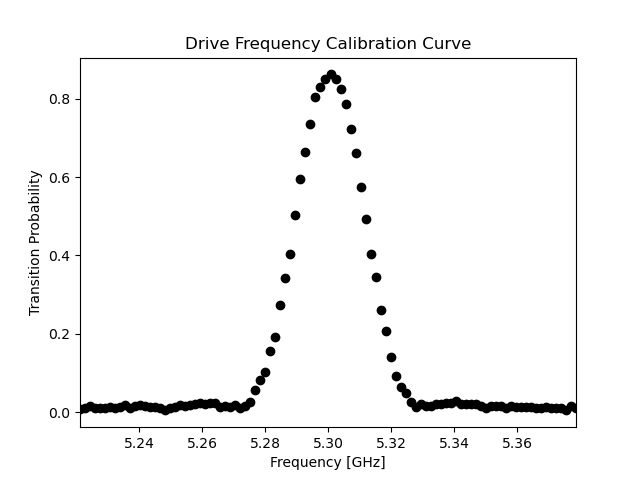 Drive Frequency Calibration Curve
Transition Probability
0.8
0.6
0.4
0.2
0.0
5.24 5.26 5.28 5.30 5.32 5.34 5.36
Frequency [GHz]